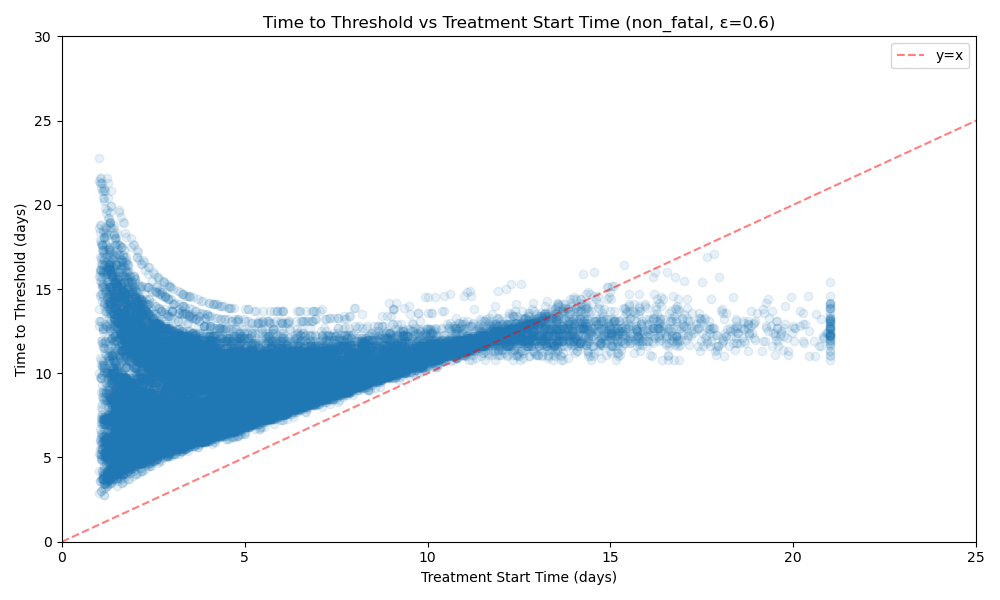 Time to Threshold vs Treatment Start Time (non_fatal, ε=0.6)
30
25
20
15
10
5
0
Time to Threshold (days)
y=x
0 5 10 15 20 25
Treatment Start Time (days)